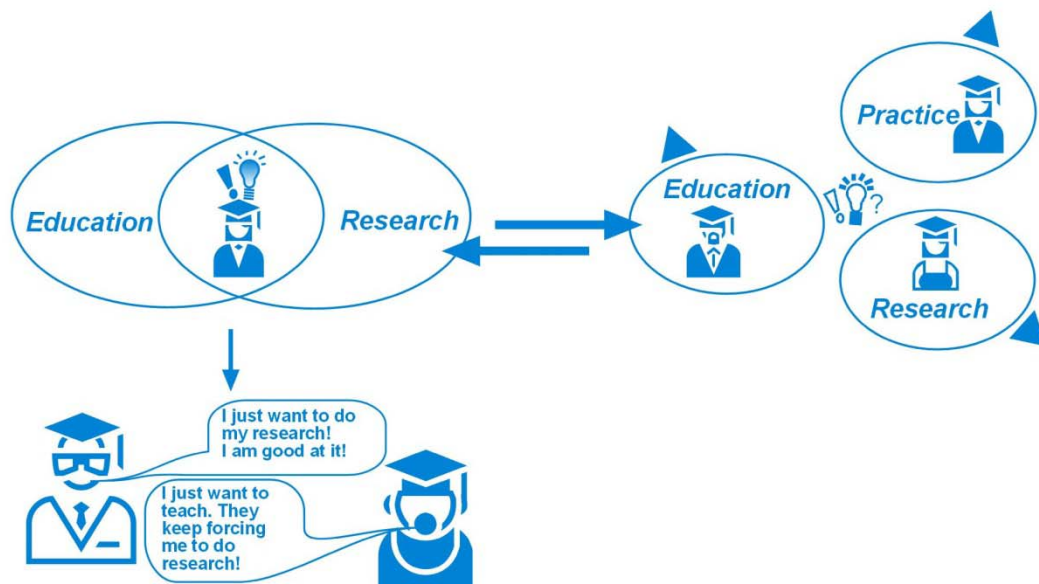 Practice
Education
Education
Research
Research
I just want to do
my research!
I am good at it!
I just want to
teach. They
keep forcing
me to do
research!